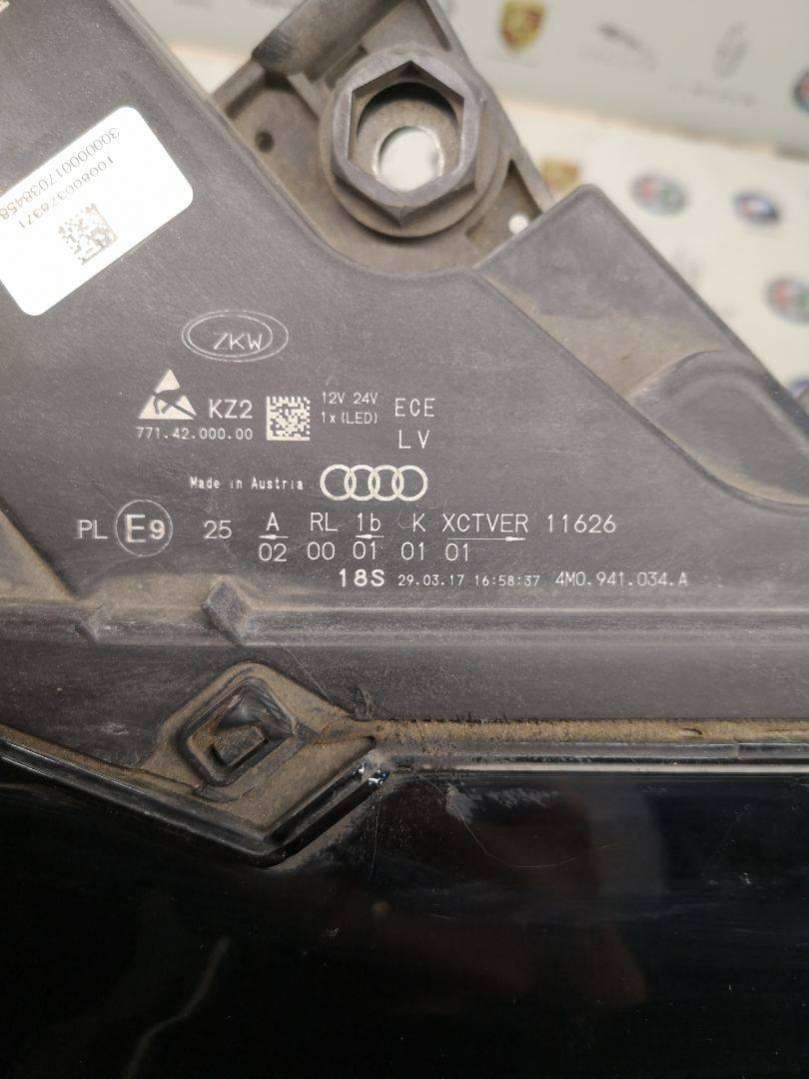 ZKW
KZ2 12V 24V ECE
1x (LED)
771.42.000.00 LV
Made in Austria
PL E9 25 A RL 1b K XCTVER 11626
02 00 01 01 01
18S 29.03.17 16:58:37 4M0.941.034.A